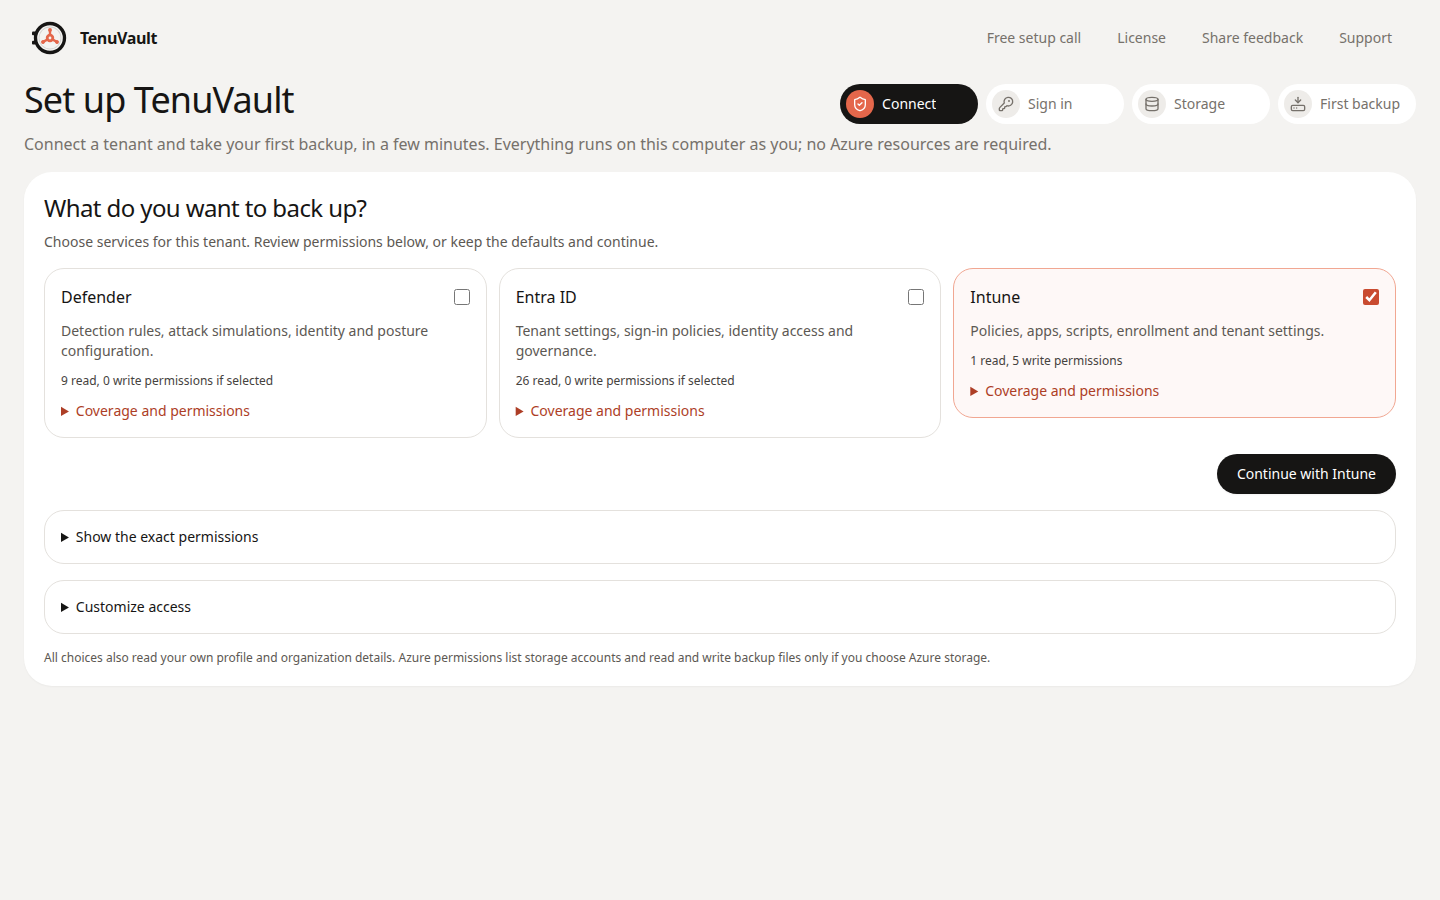 TenuVault
Free setup call
License
Share feedback
Support
Set up TenuVault
Connect
Sign in
Storage
First backup
Connect a tenant and take your first backup, in a few minutes. Everything runs on this computer as you; no Azure resources are required.
What do you want to back up?
Choose services for this tenant. Review permissions below, or keep the defaults and continue.
Defender
Detection rules, attack simulations, identity and posture
configuration.
9 read, 0 write permissions if selected
Coverage and permissions
Entra ID
Tenant settings, sign-in policies, identity access and
governance.
26 read, 0 write permissions if selected
Coverage and permissions
Intune
Policies, apps, scripts, enrollment and tenant settings.
1 read, 5 write permissions
Coverage and permissions
Continue with Intune
Show the exact permissions
Customize access
All choices also read your own profile and organization details. Azure permissions list storage accounts and read and write backup files only if you choose Azure storage.